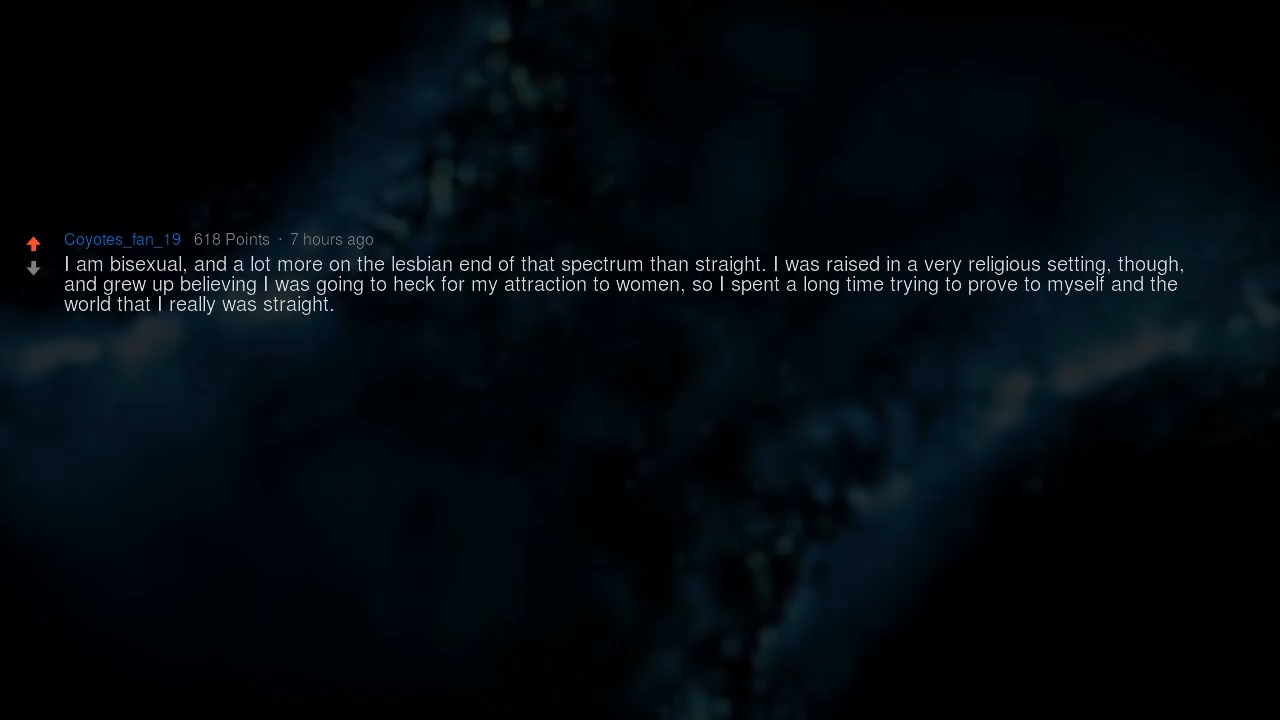 Coyotes_fan_19 618 Points · 7 hours ago
I am bisexual, and a lot more on the lesbian end of that spectrum than straight. I was raised in a very religious setting, though,
and grew up believing I was going to heck for my attraction to women, so I spent a long time trying to prove to myself and the
world that I really was straight.